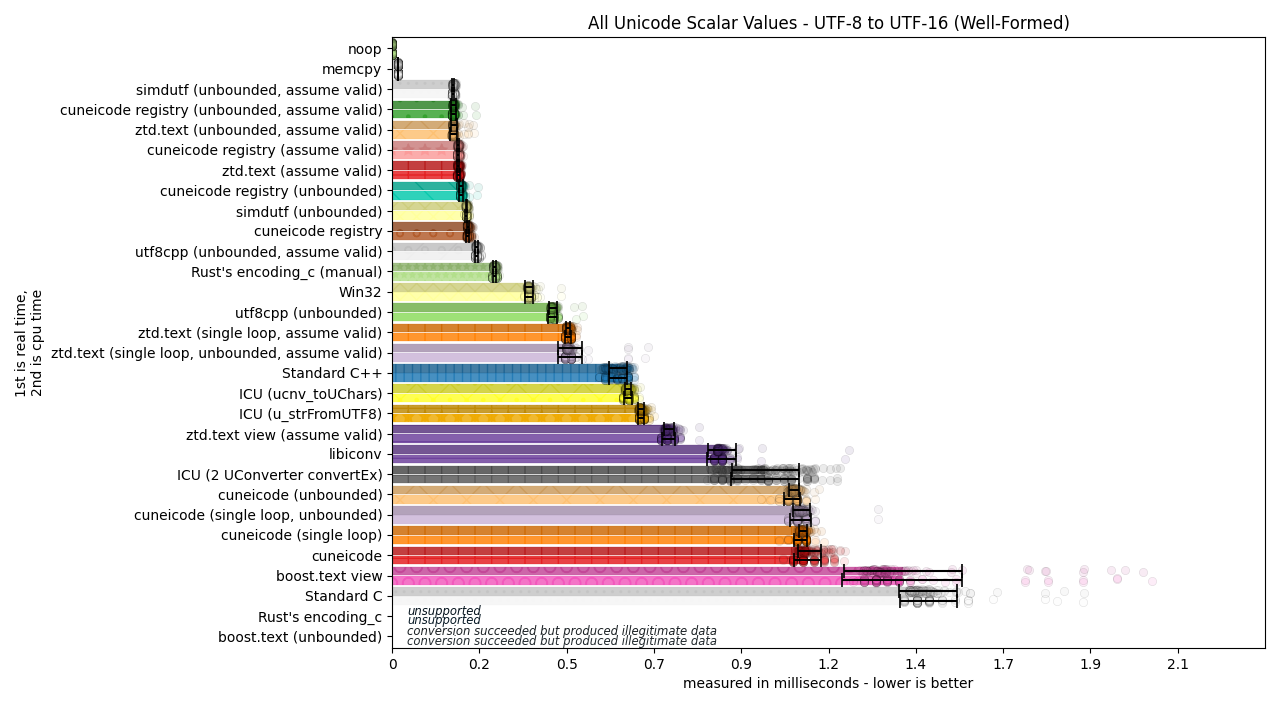 All Unicode Scalar Values - UTF-8 to UTF-16 (Well-Formed)
1st is real time,
2nd is cpu time
noop
memcpy
simdutf (unbounded, assume valid)
cuneicode registry (unbounded, assume valid)
ztd.text (unbounded, assume valid)
cuneicode registry (assume valid)
ztd.text (assume valid)
cuneicode registry (unbounded)
simdutf (unbounded)
cuneicode registry
utf8cpp (unbounded, assume valid)
Rust's encoding_c (manual)
Win32
utf8cpp (unbounded)
ztd.text (single loop, assume valid)
ztd.text (single loop, unbounded, assume valid)
Standard C++
ICU (ucnv_toUChars)
ICU (u_strFromUTF8)
ztd.text view (assume valid)
libiconv
ICU (2 UConverter convertEx)
cuneicode (unbounded)
cuneicode (single loop, unbounded)
cuneicode (single loop)
cuneicode
boost.text view
Standard C
Rust's encoding_c
boost.text (unbounded)
unsupported
unsupported
conversion succeeded but produced illegitimate data
conversion succeeded but produced illegitimate data
0 0.2 0.5 0.7 0.9 1.2 1.4 1.7 1.9 2.1
measured in milliseconds - lower is better